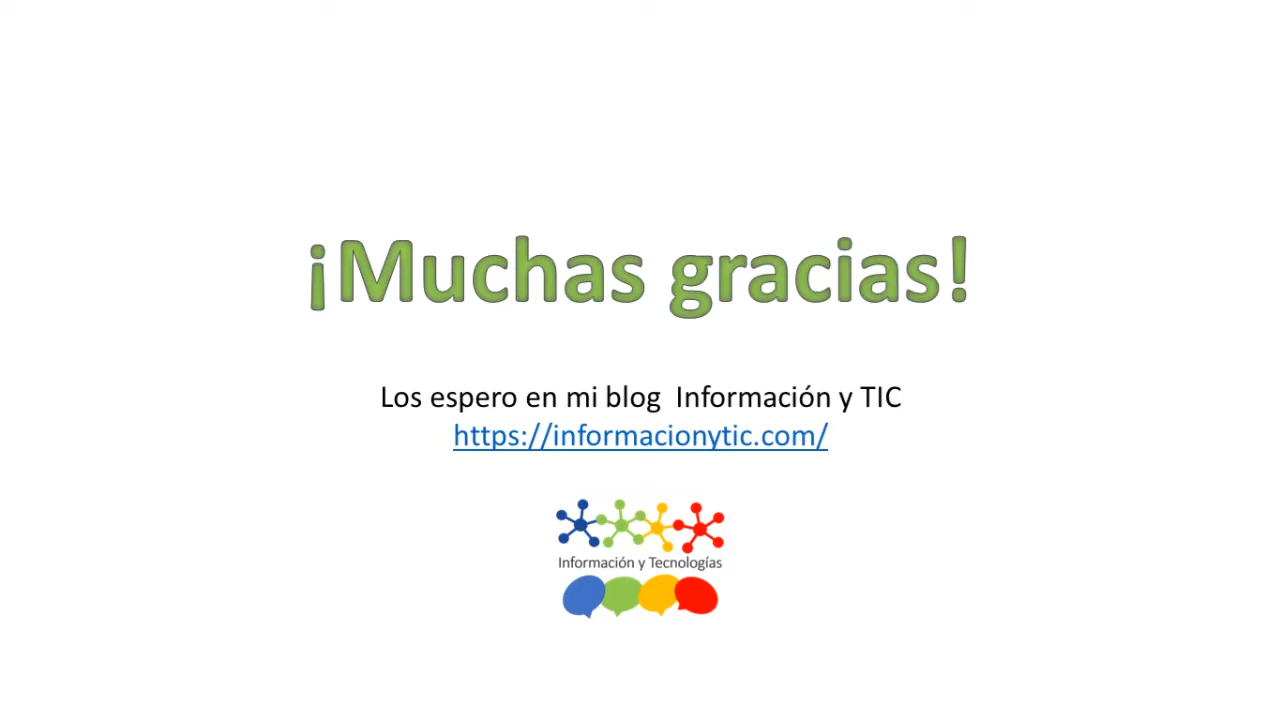 ¡Muchas gracias!
Los espero en mi blog  Información y TIC
https://informacionytic.com/
Información y Tecnologías